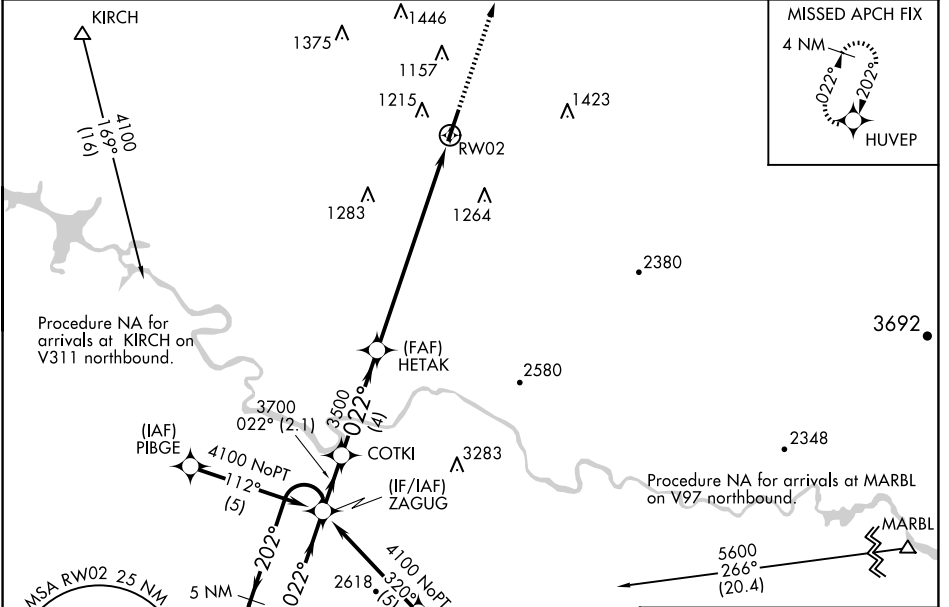 KIRCH
1446
1375
1157
MISSED APCH FIX
4 NM
022°
202°
HUVEP
4100
169°
(16)
1215
1423
RW02
1283
1264
2380
Procedure NA for
arrivals at KIRCH on
V311 northbound.
3692
(FAF)
HETAK
2580
3500
022°
(4)
3700
022° (2.1)
(IAF)
PIBGE
COTKI
2348
4100 NoPT
112°
(5)
3283
(IF/IAF)
ZAGUG
Procedure NA for arrivals at MARBL
on V97 northbound.
MARBL
202°
022°
4100 NoPT
320°
(5)
5600
266°
(20.4)
2618
5 NM
MSA RW02 25 NM